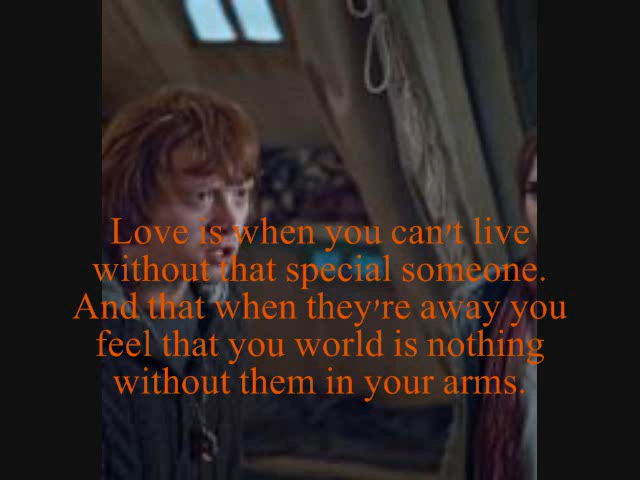 Love is when you can't live
without that special someone.
And that when they're away you
feel that you world is nothing
without them in your arms.